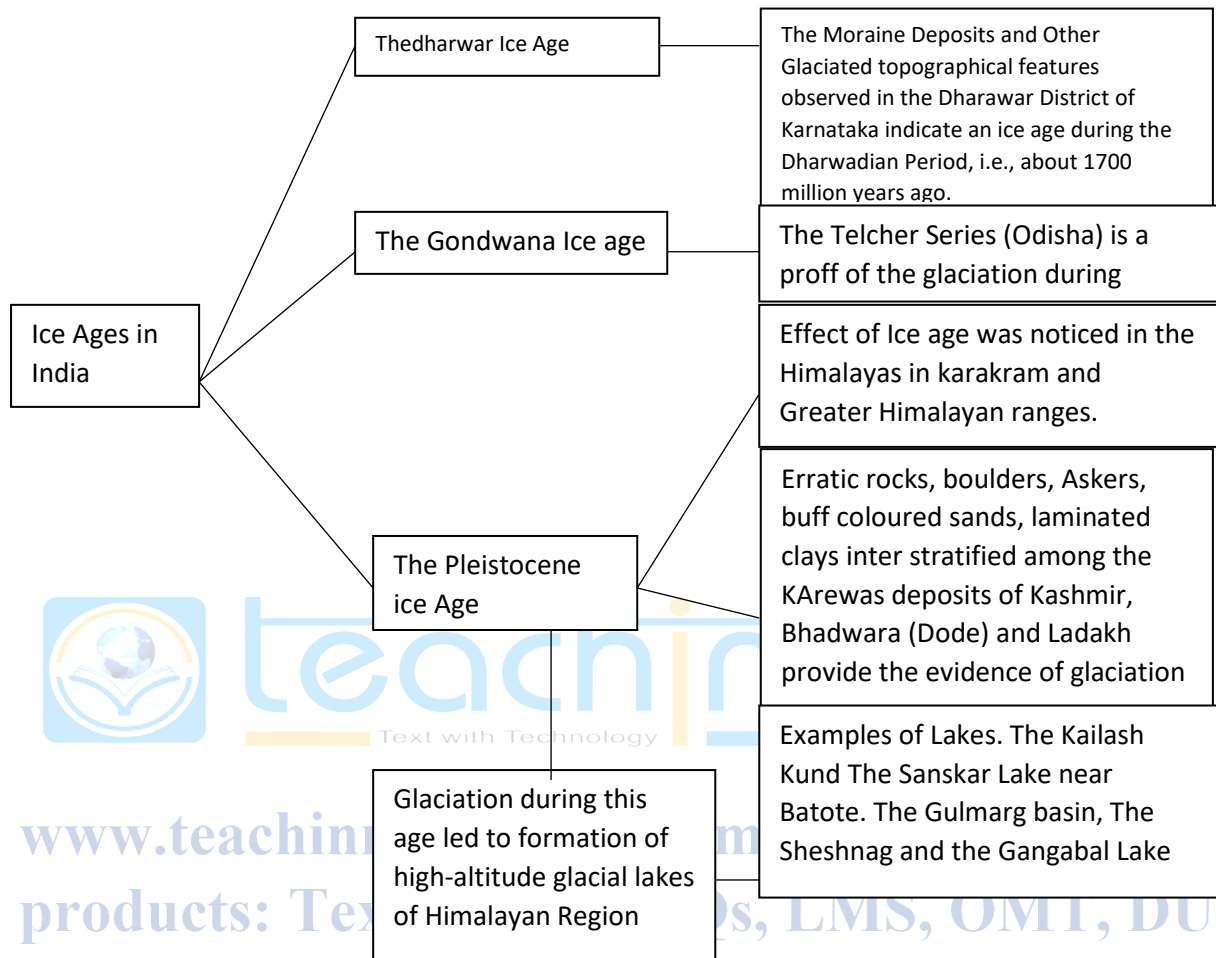 Thedharwar Ice Age
The Moraine Deposits and Other
Glaciated topographical features
observed in the Dharawar District of
Karnataka indicate an ice age during the
Dharwadian Period, i.e., about 1700
million years ago.
The Gondwana Ice age
The Telcher Series (Odisha) is a
proff of the glaciation during
Ice Ages in
India
Effect of Ice age was noticed in the
Himalayas in karakram and
Greater Himalayan ranges.
The Pleistocene
ice Age
Erratic rocks, boulders, Askers,
buff coloured sands, laminated
clays inter stratified among the
KArewas deposits of Kashmir,
Bhadwara (Dode) and Ladakh
provide the evidence of glaciation
Text with Technology
Glaciation during this
age led to formation of
high-altitude glacial lakes
of Himalayan Region
Examples of Lakes. The Kailash
Kund The Sanskar Lake near
Batote. The Gulmarg basin, The
Sheshnag and the Gangabal Lake
products: LMS, OMT, DU